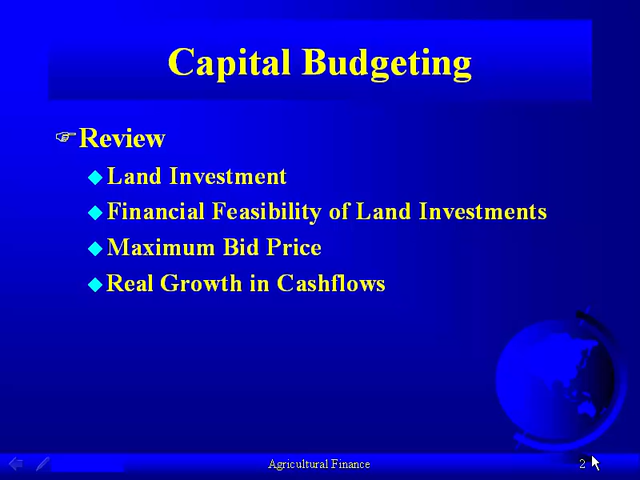 Capital Budgeting
Review
Land Investment
Financial Feasibility of Land Investments
Maximum Bid Price
Real Growth in Cashflows
Agricultural Finance
2